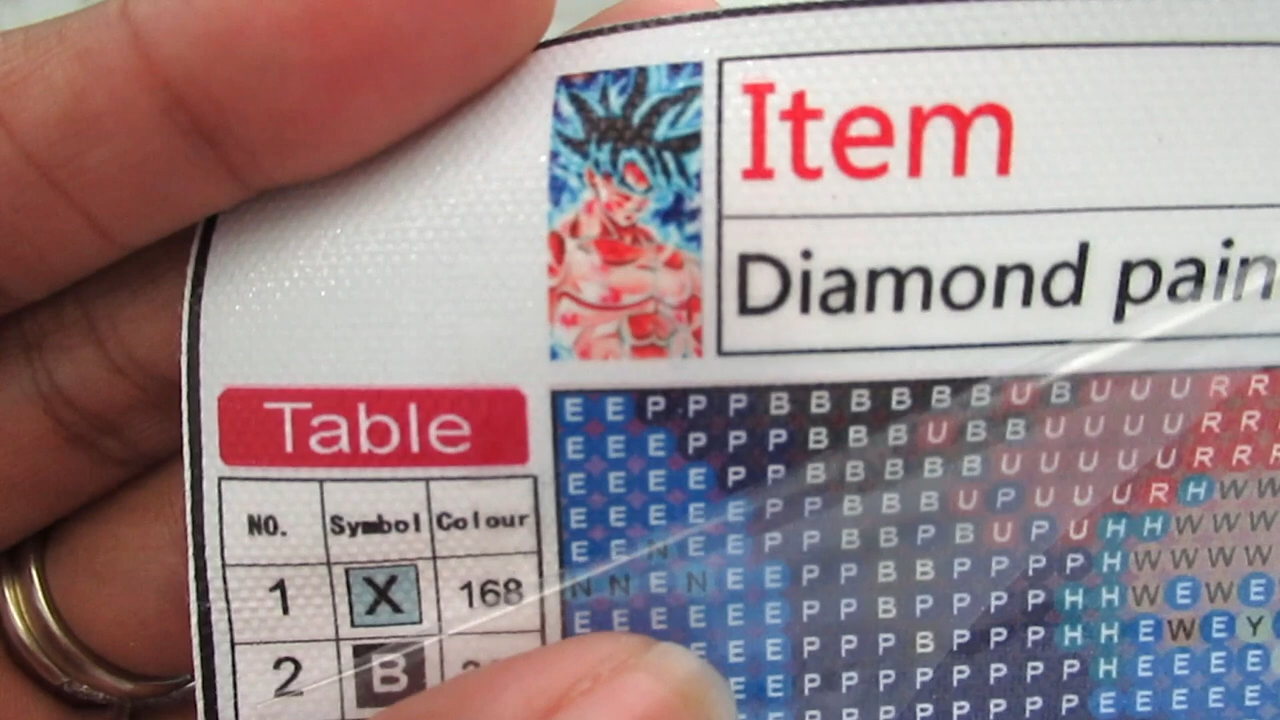 Item
Diamond pain
Table
NO. Symbol Colour
1 X 168
2 B
E E P P P B B B B B B U B U U U R R
E E E P P P B B B U B B U U U U R R
E E E E P P B B B B B U U U U U R R R
E E E E E P P B B B U P U U U R H W W
E E N E E P P B B P B U P U H H W W W
N N E N E E P P B B P P P P H W W W W
E E E E E E P P B P P P P H H W E W E
E E P P P B P P P H H E W E Y
E E P P P P P P P P H E E E E
E P P P P P P P P E E E E E